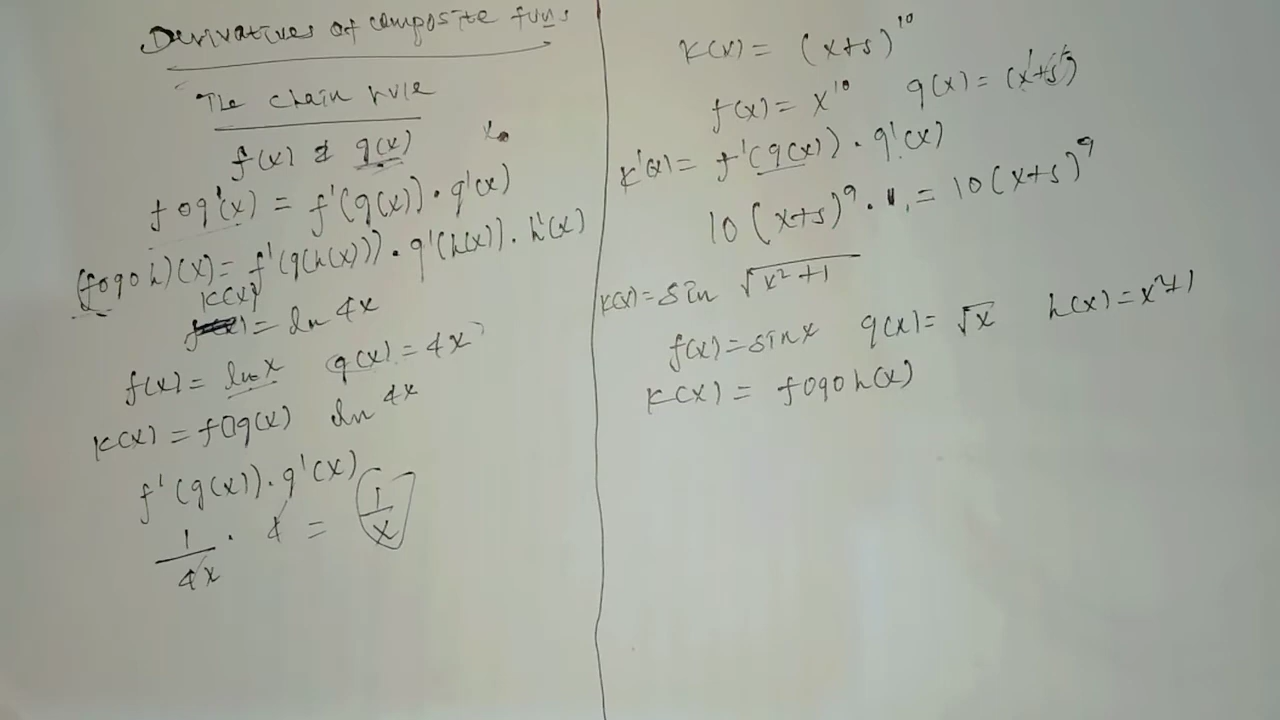 Derivatives of composite funs
The chain rule
f(x) & g(x)
fog'(x) = f'(g(x)) · g'(x)
(fogoh)'(x) = f'(g(h(x))) · g'(h(x)) · h'(x)
k(x) = ln 4x
f(x) = ln x g(x) = 4x
k(x) = fog(x) ln 4x
f'(g(x)) · g'(x)
1/4x · 4 = 1/x
k(x) = (x+5)^10
f(x) = x^10 g(x) = (x+5)
k'(x) = f'(g(x)) · g'(x)
10(x+5)^9 · 1 = 10(x+5)^9
k(x) = sin √x²+1
f(x) = sin x g(x) = √x h(x) = x²+1
k(x) = fogoh(x)